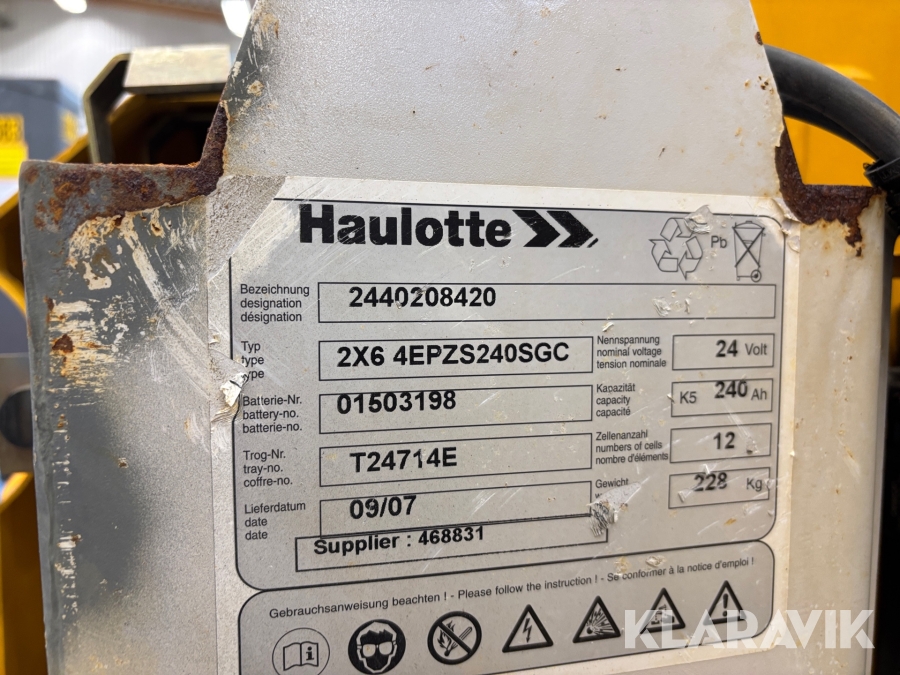 Haulotte
Pb
Bezeichnung
designation
désignation
2440208420
Typ
type
2X6 4EPZS240SGC
Nennspannung
nominal voltage
tension nominale
24 Volt
Batterie-Nr.
battery-no.
batterie-no.
01503198
Kapazität
capacity
capacité
K5 240 Ah
Trog-Nr.
tray-no.
coffre-no.
T24714E
Zellenanzahl
numbers of cells
nombre d'éléments
12
Lieferdatum
date
date
09/07
Gewicht
228 Kg
Supplier : 468831
Gebrauchsanweisung beachten ! - Please follow the instruction ! - Se conformer à la notice d'emploi !
KLARAVIK